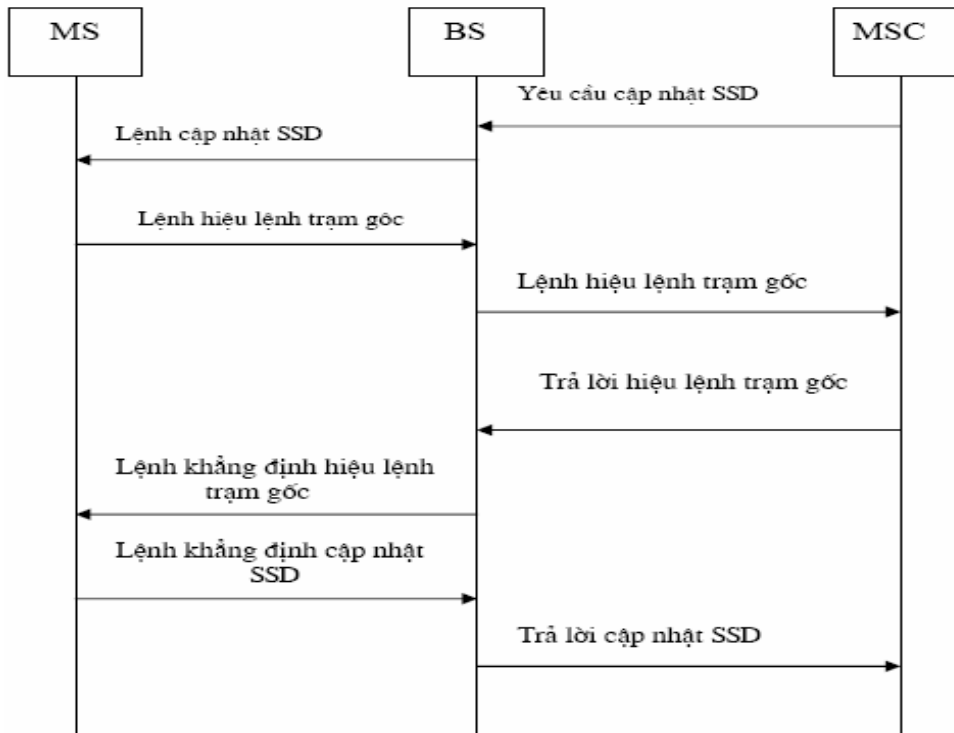 MS
BS
MSC
Yêu cầu cập nhật SSD
Lệnh cập nhật SSD
Lệnh hiệu lệnh trạm gôc
Lệnh hiệu lệnh trạm gốc
Trả lời hiệu lệnh trạm gốc
Lệnh khẳng định hiệu lệnh
trạm gốc
Lệnh khẳng định cập nhật
SSD
Trả lời cập nhật SSD